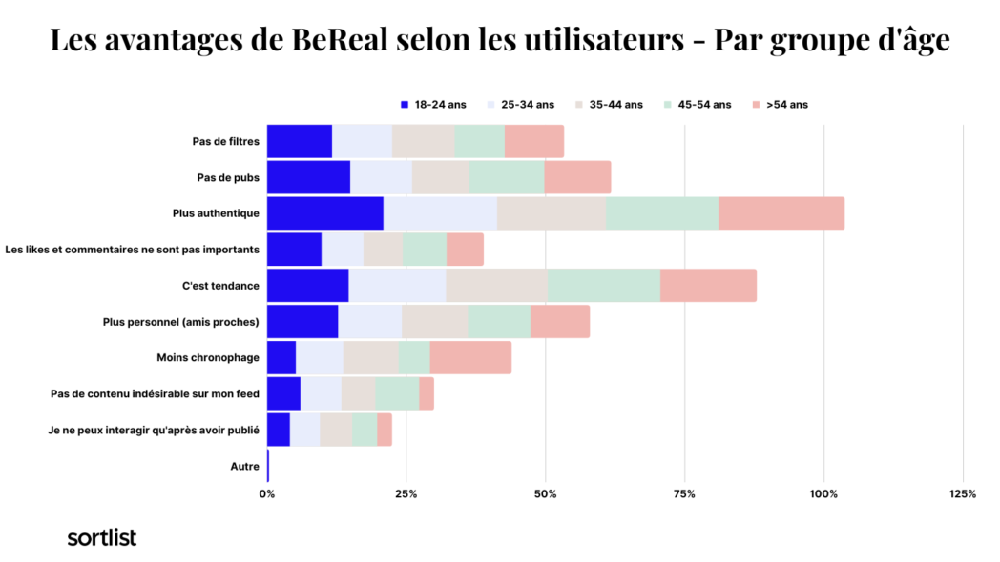 Les avantages de BeReal selon les utilisateurs - Par groupe d'âge
18-24 ans 25-34 ans 35-44 ans 45-54 ans >54 ans
Pas de filtres
Pas de pubs
Plus authentique
Les likes et commentaires ne sont pas importants
C'est tendance
Plus personnel (amis proches)
Moins chronophage
Pas de contenu indésirable sur mon feed
Je ne peux interagir qu'après avoir publié
Autre
0% 25% 50% 75% 100% 125%
sortlist